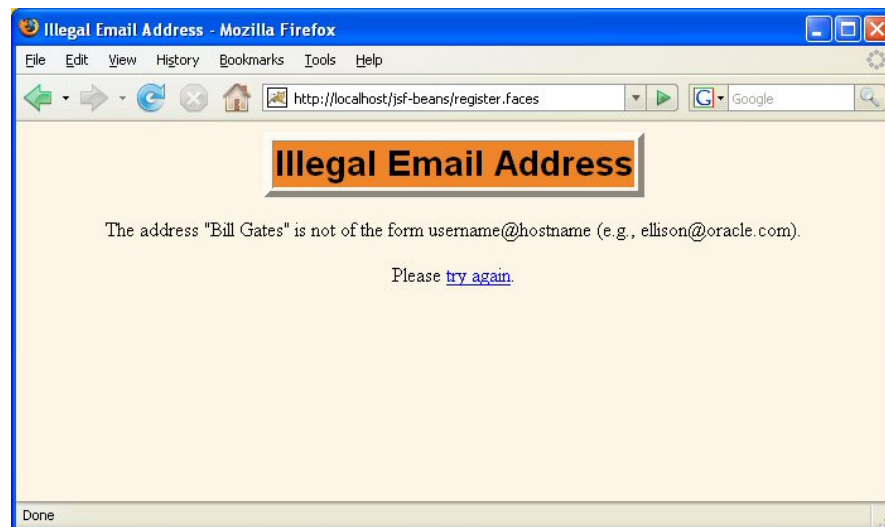 Illegal Email Address - Mozilla Firefox
File Edit View History Bookmarks Tools Help
http://localhost/jsf-beans/register.faces G Google
Illegal Email Address
The address "Bill Gates" is not of the form username@hostname (e.g., ellison@oracle.com).
Please try again.
Done